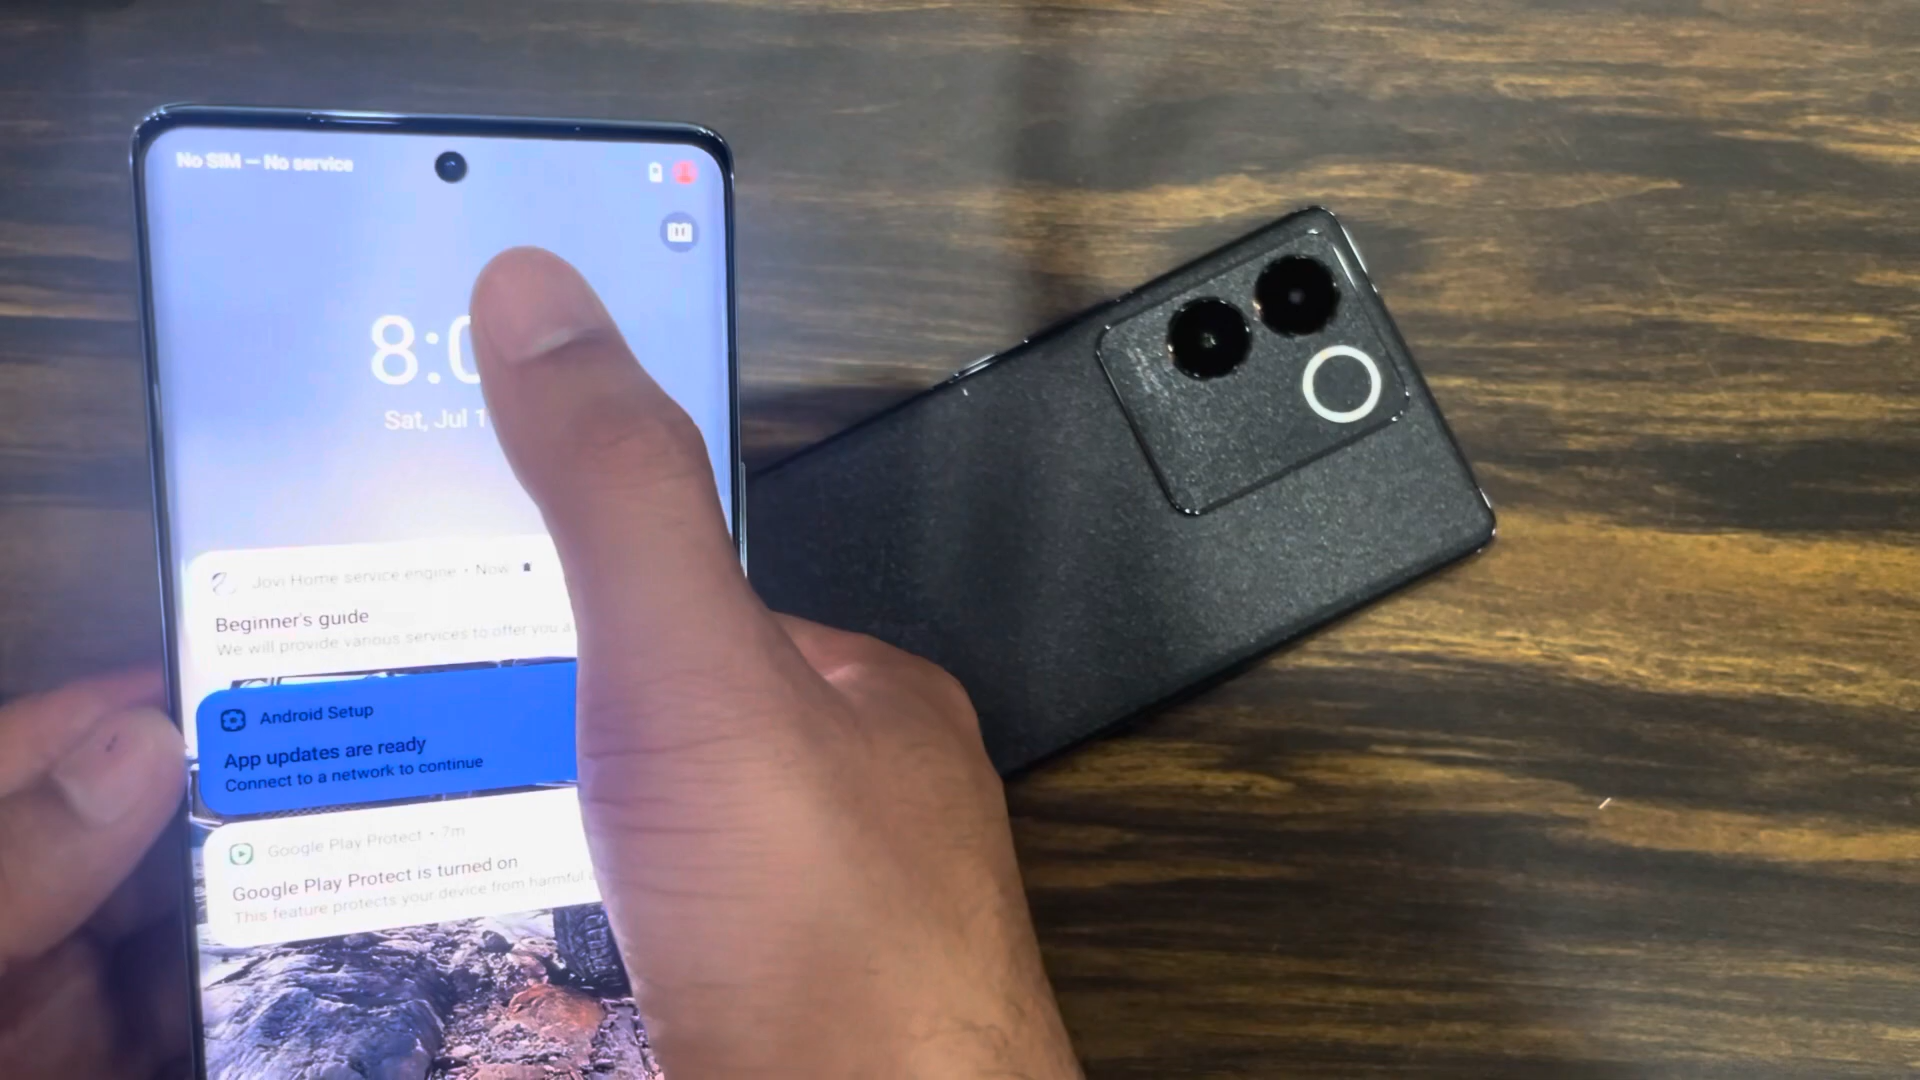 No SIM — No service
8:0
Sat, Jul 1
Jovi Home service engine • Now
Beginner's guide
We will provide various services to offer you a
Android Setup
App updates are ready
Connect to a network to continue
Google Play Protect • 7m
Google Play Protect is turned on
This feature protects your device from harmful